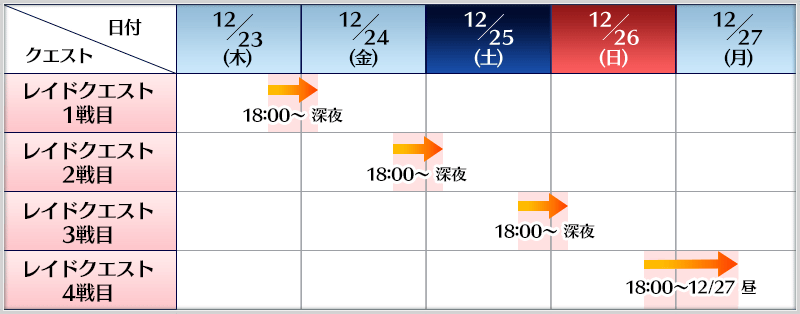 日付
クエスト
12/23
(木)
12/24
(金)
12/25
(土)
12/26
(日)
12/27
(月)
レイドクエスト
1戦目
18:00〜 深夜
レイドクエスト
2戦目
18:00〜 深夜
レイドクエスト
3戦目
18:00〜 深夜
レイドクエスト
4戦目
18:00〜12/27 昼